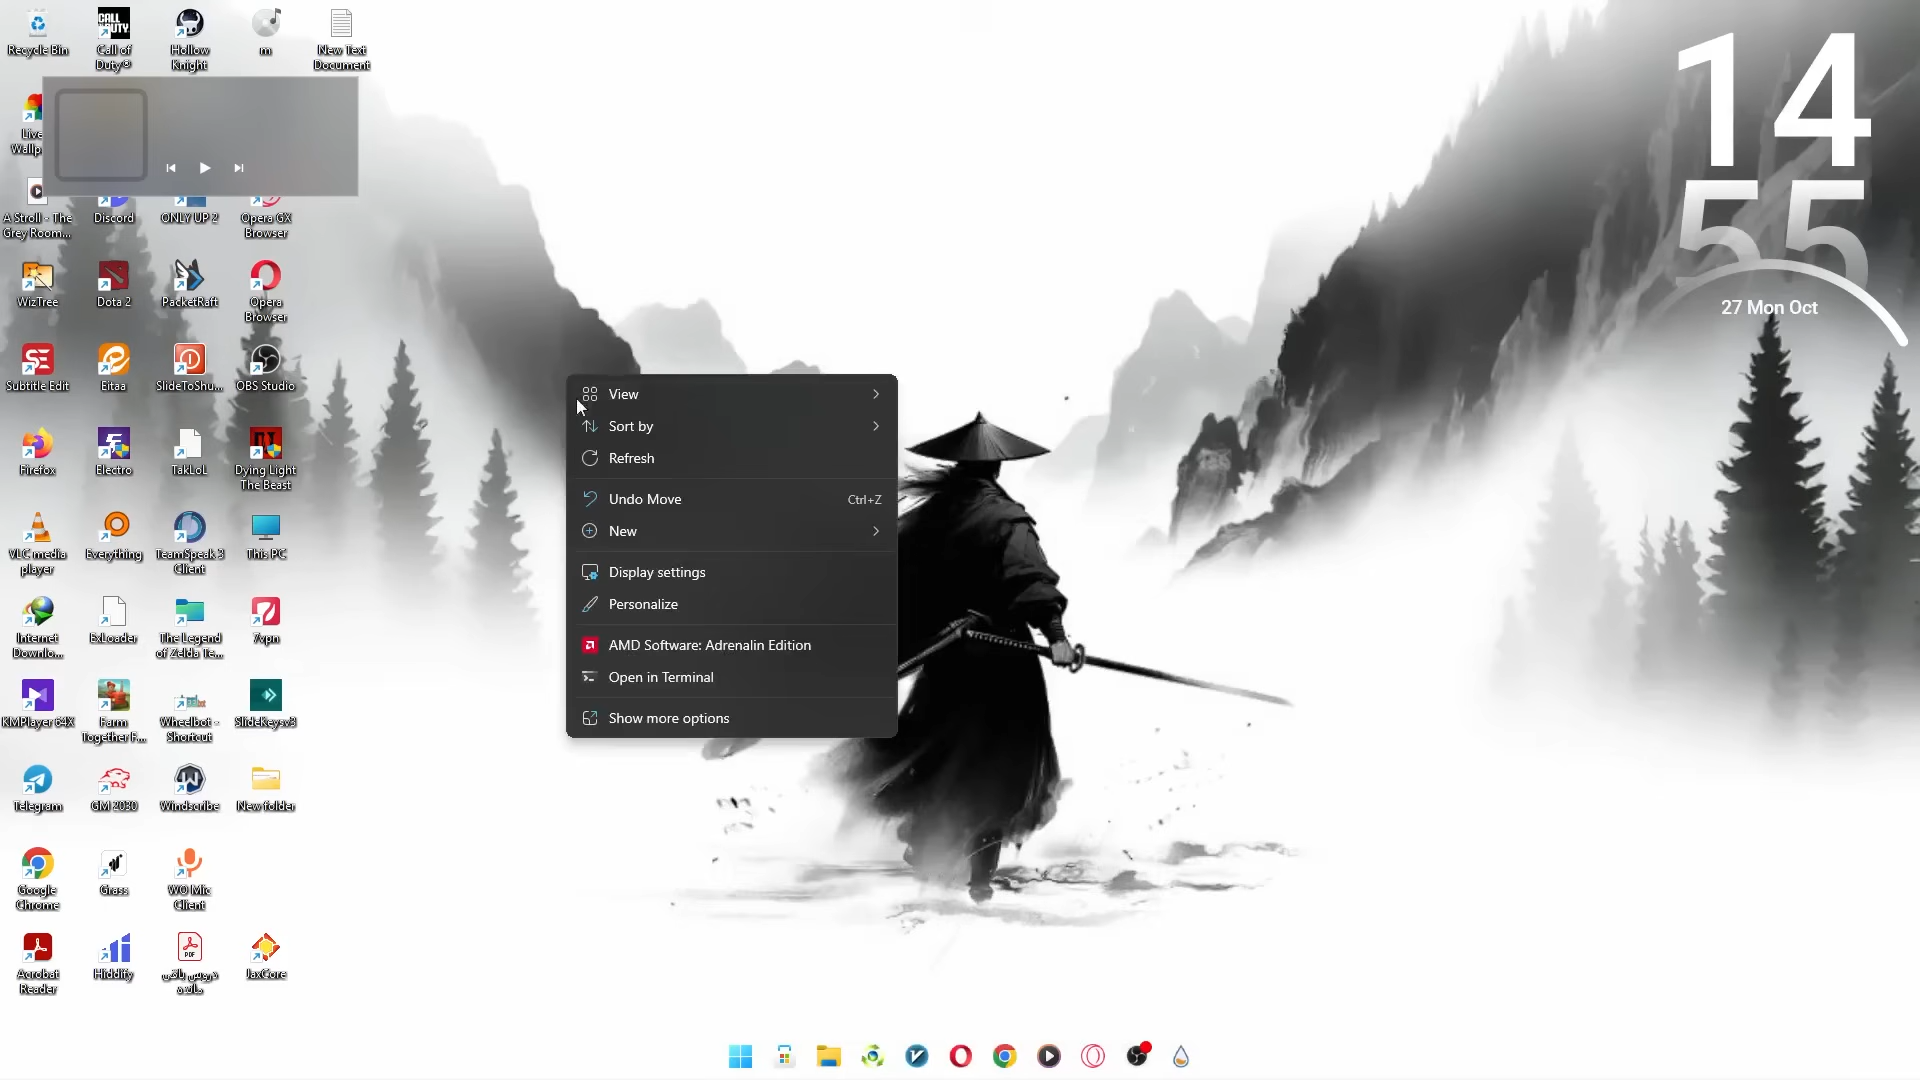 Recycle Bin
Call of
Duty®
Hollow
Knight
m
New Text
Document
Live
Wallp
A Stroll - The
Grey Room...
Discord
ONLY UP 2
Opera GX
Browser
WizTree
Dota 2
PacketRaft
Opera
Browser
Subtitle Edit
Eitaa
SlideToShu...
OBS Studio
Firefox
Electro
TakLoL
Dying Light
The Beast
VLC media
player
Everything
TeamSpeak 3
Client
This PC
Internet
Downlo...
ExLoader
The Legend
of Zelda Te...
7vpn
KMPlayer 64X
Farm
Together F...
Wheelbot -
Shortcut
SlideKeysv3
Telegram
GM 2030
Windscribe
New folder
Google
Chrome
Grass
WO Mic
Client
Acrobat
Reader
Hiddify
JaxCore
View
Sort by
Refresh
Undo Move Ctrl+Z
New
Display settings
Personalize
AMD Software: Adrenalin Edition
Open in Terminal
Show more options
14
55
27 Mon Oct